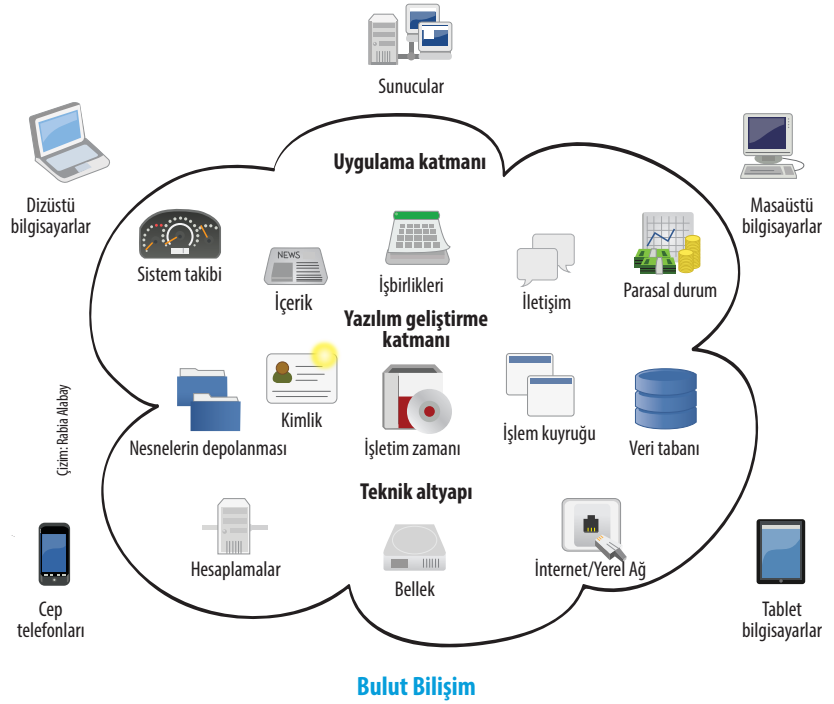 Sunucular
Uygulama katmanı
Dizüstü
bilgisayarlar
Masaüstü
bilgisayarlar
Sistem takibi
NEWS
İçerik
İşbirlikleri
İletişim
Parasal durum
Yazılım geliştirme
katmanı
Nesnelerin depolanması
Kimlik
İşletim zamanı
İşlem kuyruğu
Veri tabanı
Çizim: Rabia Alabay
Teknik altyapı
Hesaplamalar
Bellek
İnternet/Yerel Ağ
Cep
telefonları
Tablet
bilgisayarlar
Bulut Bilişim